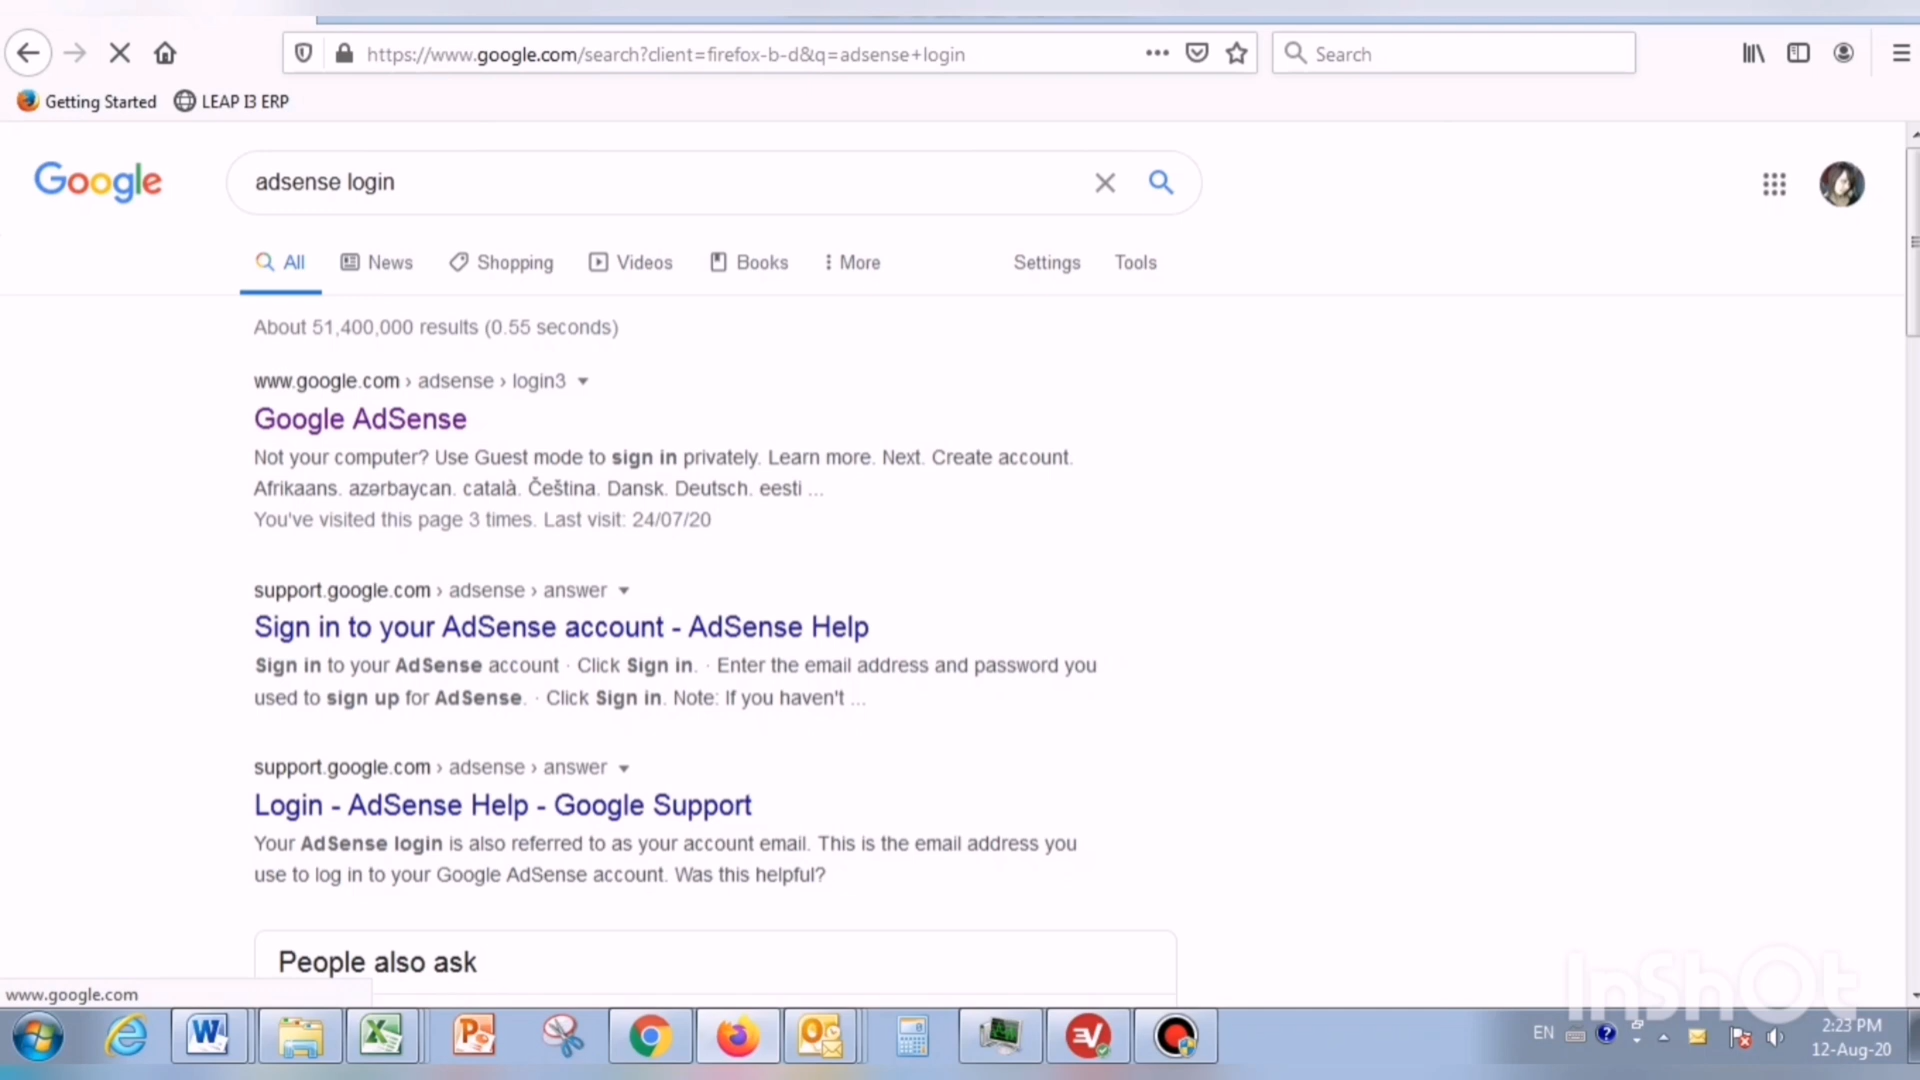 https://www.google.com/search?client=firefox-b-d&q=adsense+login
Search
Getting Started
LEAP I3 ERP
Google
adsense login
All
News
Shopping
Videos
Books
More
Settings
Tools
About 51,400,000 results (0.55 seconds)
www.google.com › adsense › login3
Google AdSense
Not your computer? Use Guest mode to sign in privately. Learn more. Next. Create account.
Afrikaans. azərbaycan. català. Čeština. Dansk. Deutsch. eesti ...
You've visited this page 3 times. Last visit: 24/07/20
support.google.com › adsense › answer
Sign in to your AdSense account - AdSense Help
Sign in to your AdSense account · Click Sign in. · Enter the email address and password you
used to sign up for AdSense. · Click Sign in. Note: If you haven't ...
support.google.com › adsense › answer
Login - AdSense Help - Google Support
Your AdSense login is also referred to as your account email. This is the email address you
use to log in to your Google AdSense account. Was this helpful?
People also ask
www.google.com
InShOt
EN
2:23 PM
12-Aug-20